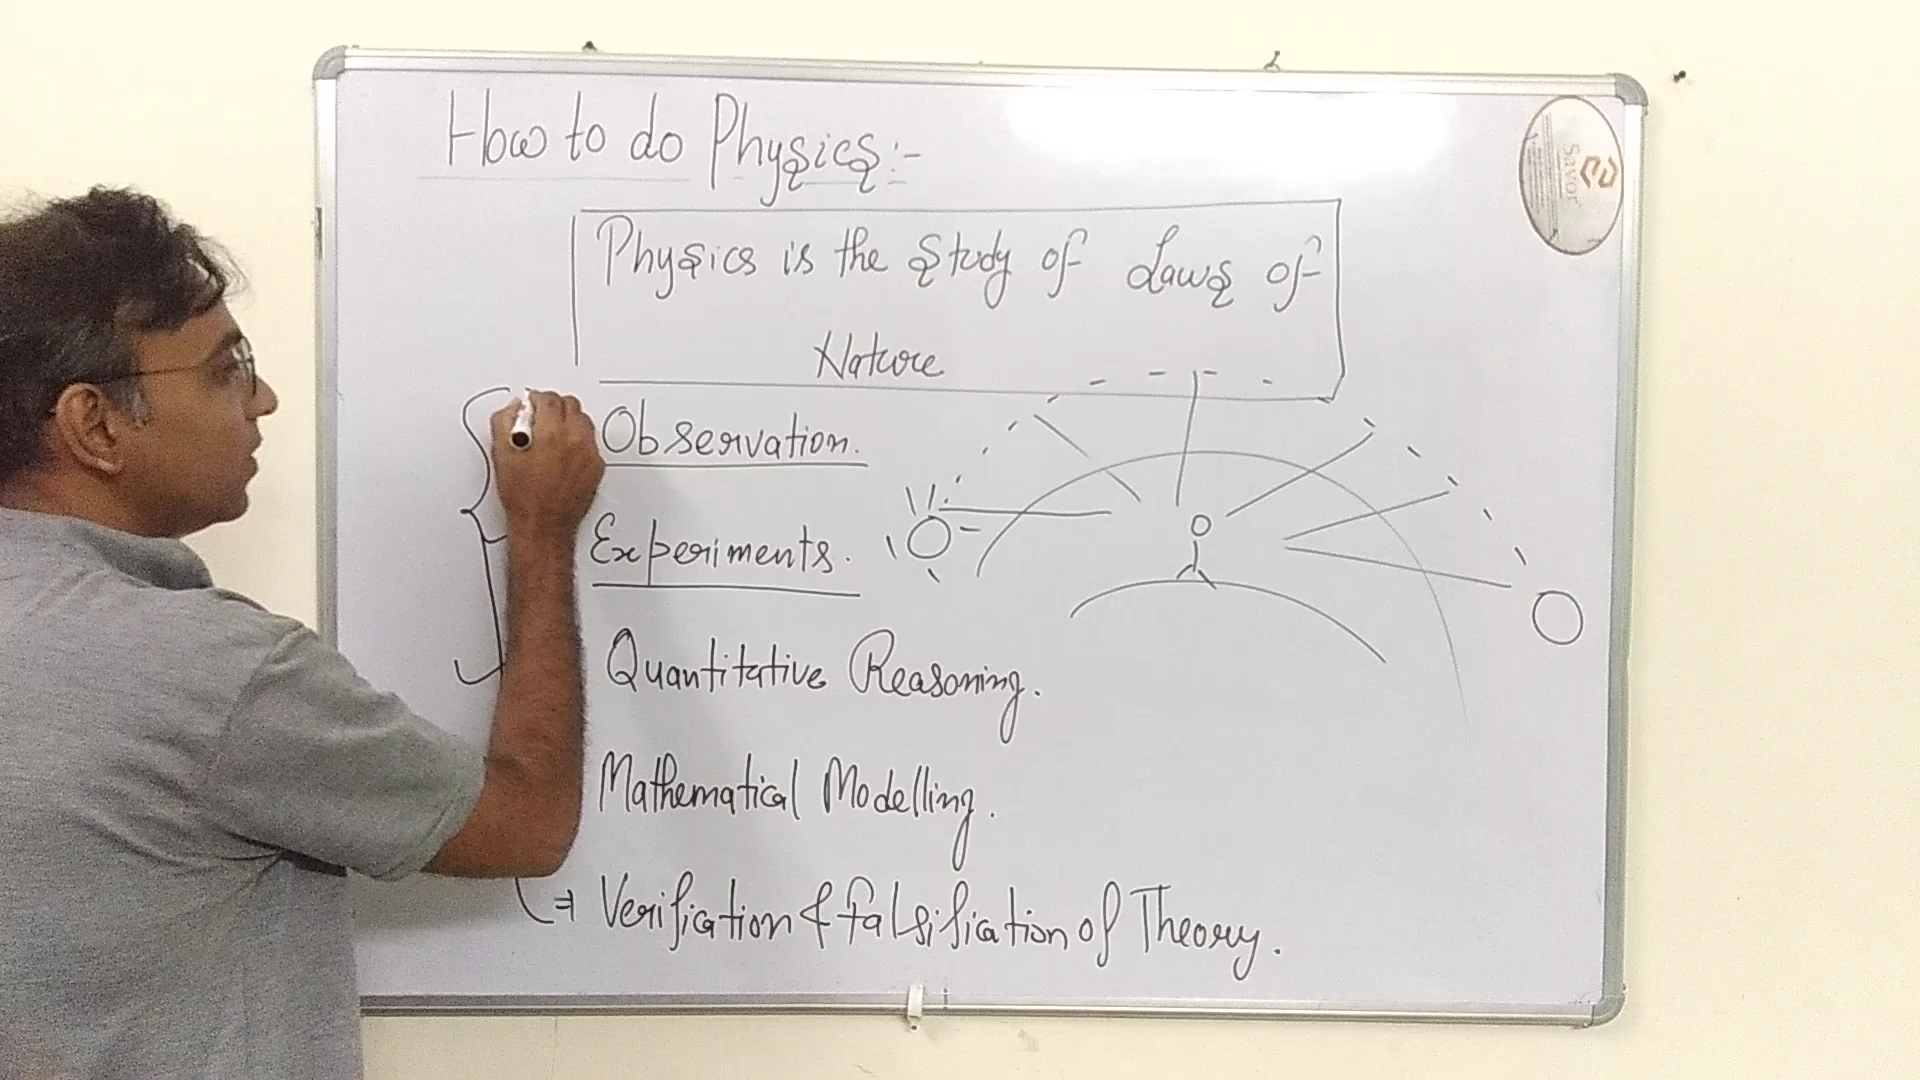 How to do Physics:-
Physics is the Study of Laws of
Nature
Observation.
Experiments.
Quantitative Reasoning.
Mathematical Modelling.
⇒ Verification & falsification of Theory.
Savor